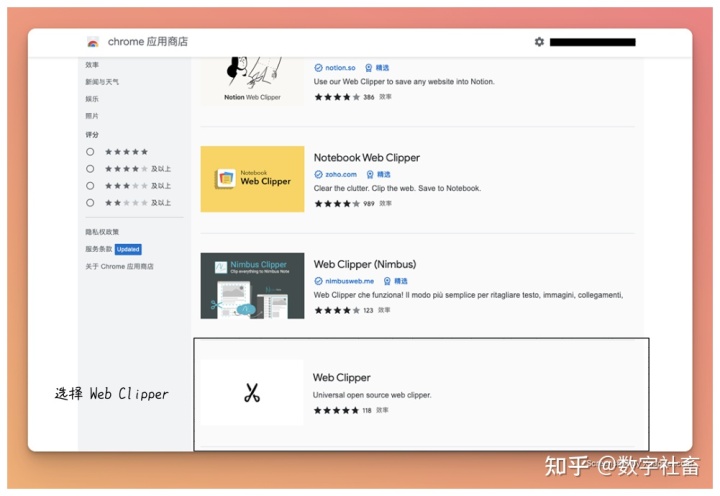 chrome 应用商店
效率
新闻与天气
娱乐
照片
评分
及以上
及以上
及以上
隐私权政策
服务条款 Updated
关于 Chrome 应用商店
Notion Web Clipper
notion.so 精选
Use our Web Clipper to save any website into Notion.
386 效率
Notebook
Web Clipper
Notebook Web Clipper
zoho.com 精选
Clear the clutter. Clip the web. Save to Notebook.
989 效率
Nimbus Clipper
Clip everything to Nimbus Note
Web Clipper (Nimbus)
nimbusweb.me 精选
Web Clipper che funziona! Il modo più semplice per ritagliare testo, immagini, collegamenti,
123 效率
选择 Web Clipper
Web Clipper
Universal open source web clipper.
118 效率
知乎 @数字社畜